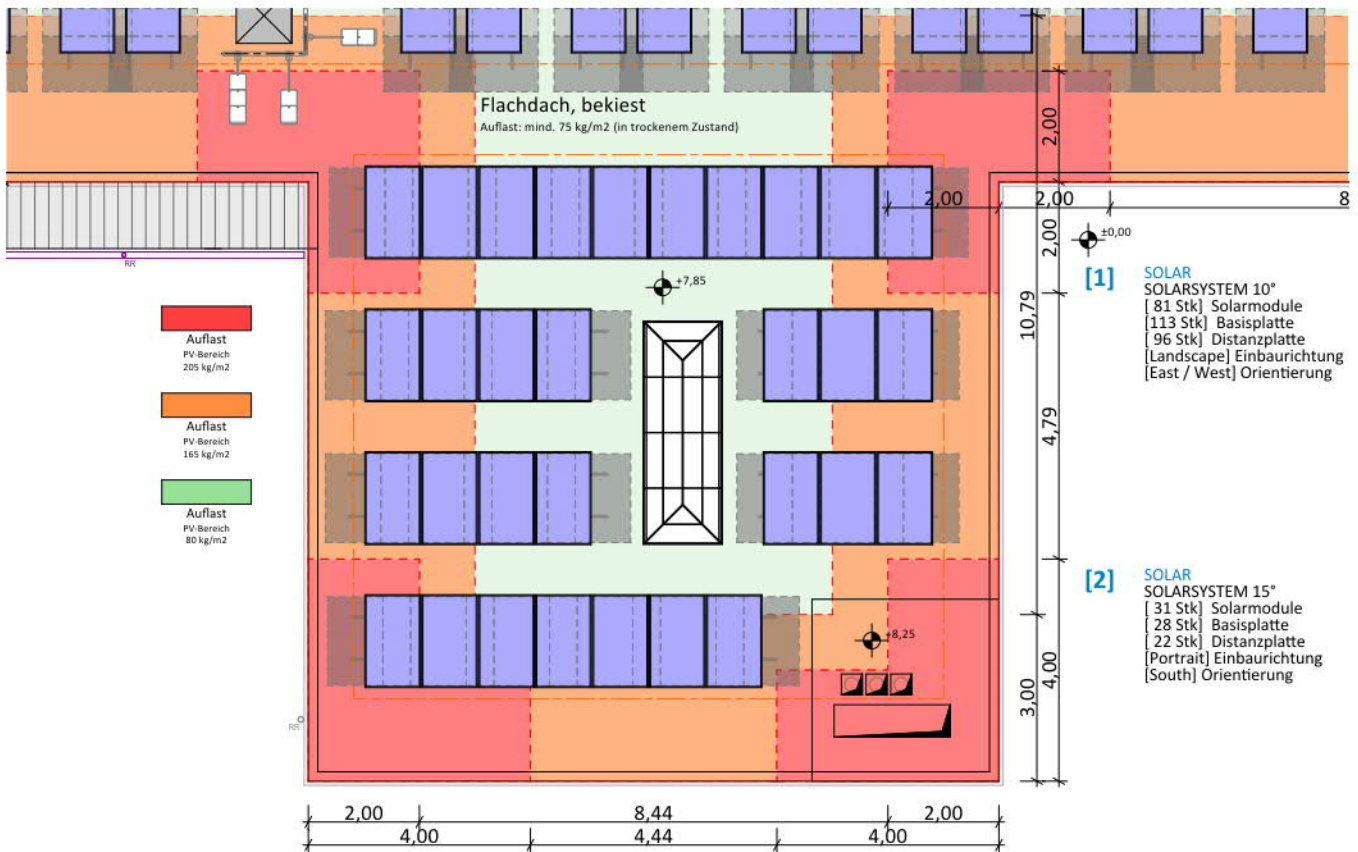 Flachdach, bekiest
Auflast: mind. 75 kg/m2 (in trockenem Zustand)
2,00
2,00
2,00
8
2,00
±0,00
RR
+7,85
10,79
[1]
SOLAR
SOLARSYSTEM 10°
[ 81 Stk] Solarmodule
[113 Stk] Basisplatte
[ 96 Stk] Distanzplatte
[Landscape] Einbaurichtung
[East / West] Orientierung
Auflast
PV-Bereich
205 kg/m2
Auflast
PV-Bereich
165 kg/m2
4,79
Auflast
PV-Bereich
80 kg/m2
[2]
SOLAR
SOLARSYSTEM 15°
[ 31 Stk] Solarmodule
[ 28 Stk] Basisplatte
[ 22 Stk] Distanzplatte
[Portrait] Einbaurichtung
[South] Orientierung
+8,25
4,00
3,00
RR
2,00
8,44
2,00
4,00
4,44
4,00